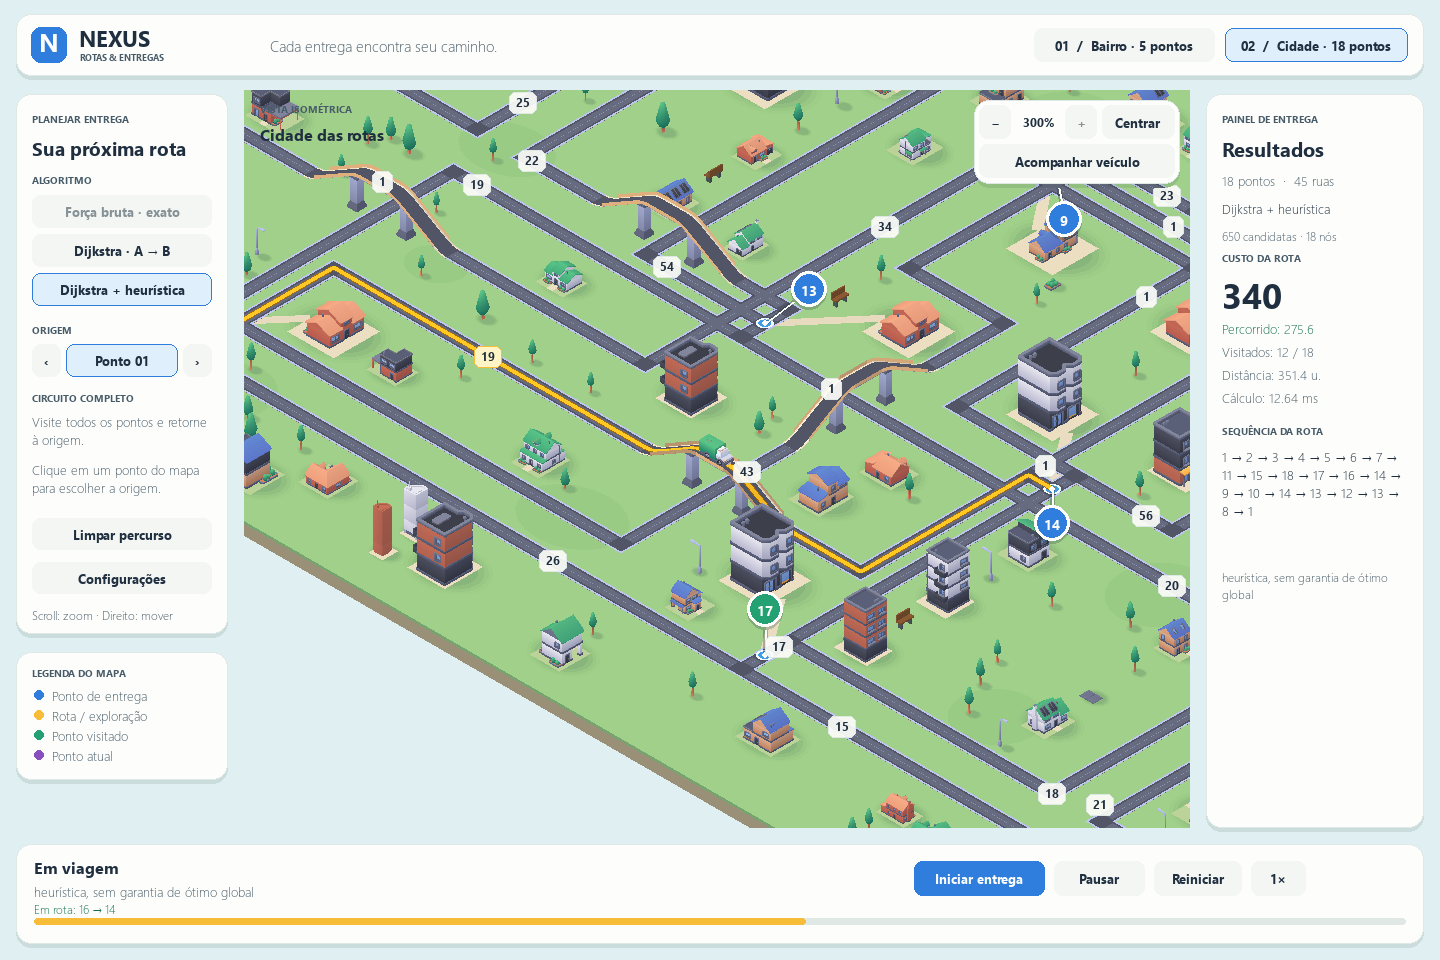 N
NEXUS
ROTAS & ENTREGAS
Cada entrega encontra seu caminho.
01 / Bairro · 5 pontos
02 / Cidade · 18 pontos
PLANEJAR ENTREGA
Sua próxima rota
ALGORITMO
Força bruta · exato
Dijkstra · A → B
Dijkstra + heurística
ORIGEM
‹
Ponto 01
›
CIRCUITO COMPLETO
Visite todos os pontos e retorne
à origem.
Clique em um ponto do mapa
para escolher a origem.
Limpar percurso
Configurações
Scroll: zoom · Direito: mover
LEGENDA DO MAPA
Ponto de entrega
Rota / exploração
Ponto visitado
Ponto atual
VISTA ISOMÉTRICA
Cidade das rotas
–
300%
+
Centrar
Acompanhar veículo
25
22
1
19
23
9
34
1
54
13
1
19
1
43
1
14
56
26
20
17
17
15
18
21
PAINEL DE ENTREGA
Resultados
18 pontos · 45 ruas
Dijkstra + heurística
650 candidatas · 18 nós
CUSTO DA ROTA
340
Percorrido: 275.6
Visitados: 12 / 18
Distância: 351.4 u.
Cálculo: 12.64 ms
SEQUÊNCIA DA ROTA
1 → 2 → 3 → 4 → 5 → 6 → 7 →
11 → 15 → 18 → 17 → 16 → 14 →
9 → 10 → 14 → 13 → 12 → 13 →
8 → 1
heurística, sem garantia de ótimo
global
Em viagem
heurística, sem garantia de ótimo global
Em rota: 16 → 14
Iniciar entrega
Pausar
Reiniciar
1×